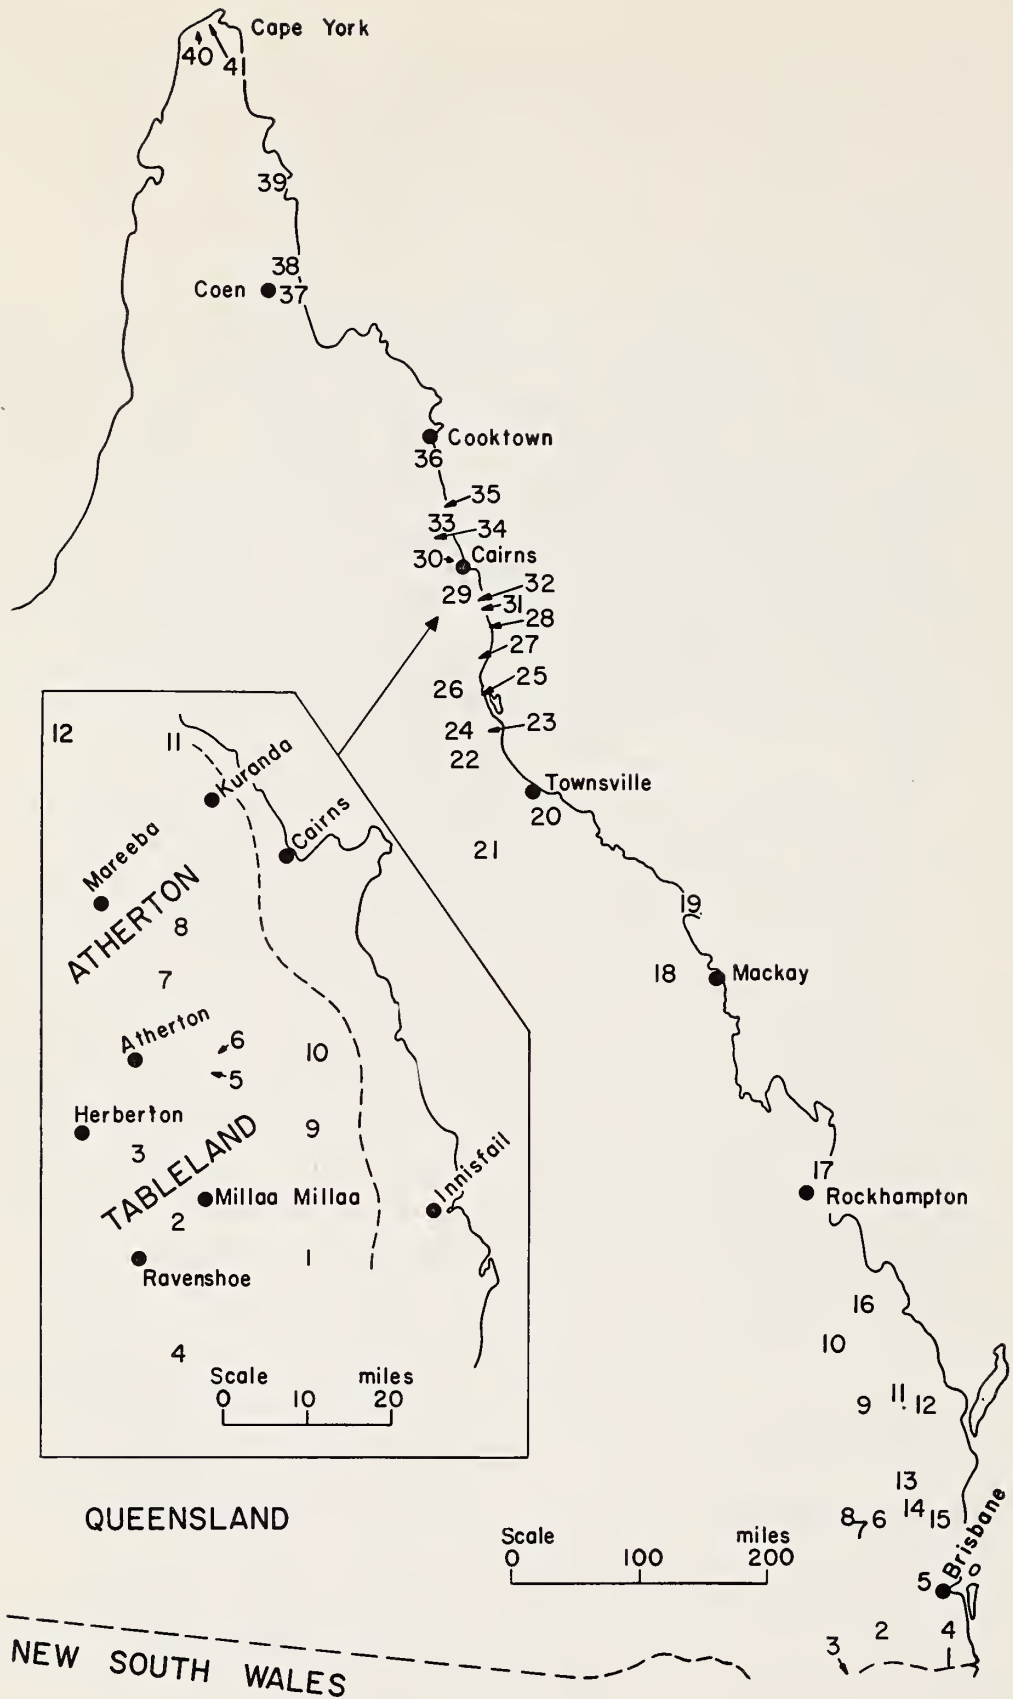 Cape York
40
41
39
38
Coen 37
Cooktown
36
35
33 34
30 Cairns
29 32
31
28
27
26 25
24 23
22
Townsville
20
21
19
18 Mackay
17
Rockhampton
16
10
9 11 12
13
14
8 7 6 15
Brisbane
5
2 4
3
12 11
Kuranda
Cairns
Mareeba
ATHERTON
8
7
Atherton
6
10
5
Herberton
9
3
TABLELAND
Innisfail
Millaa Millaa
2
1
Ravenshoe
4
Scale miles
0 10 20
QUEENSLAND
Scale miles
0 100 200
NEW SOUTH WALES